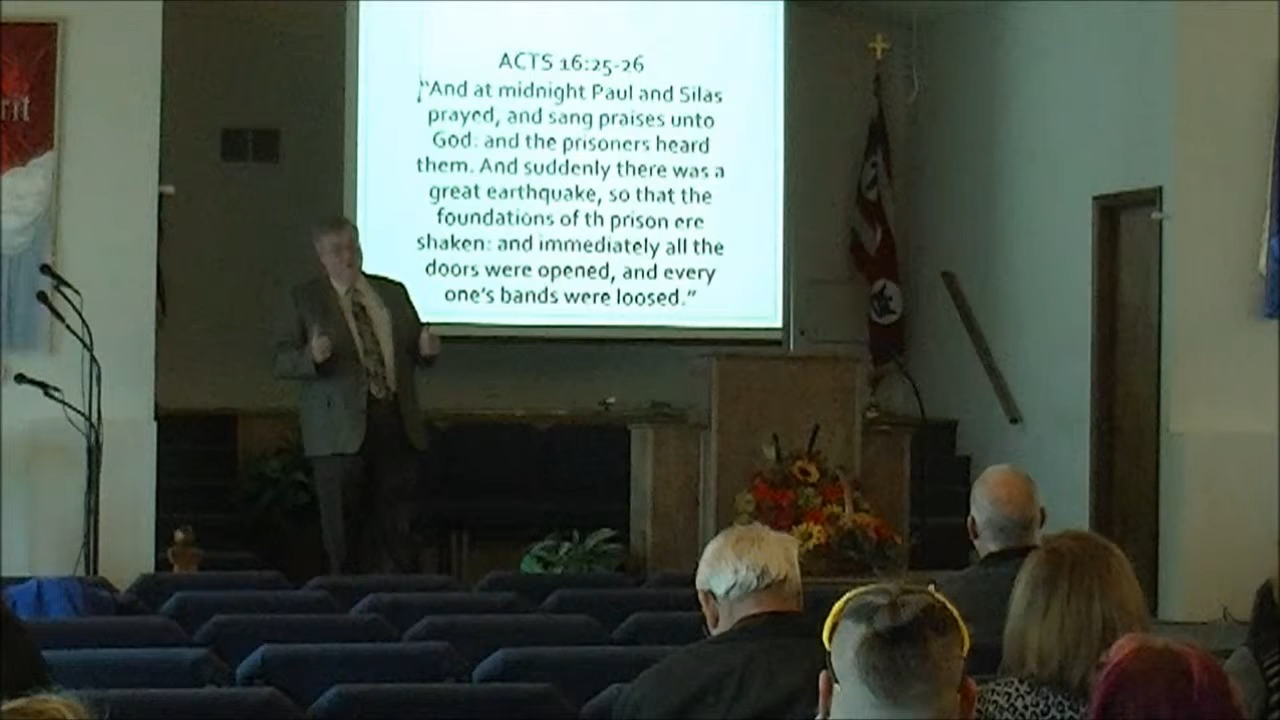 rit
ACTS 16:25-26
“And at midnight Paul and Silas
prayed, and sang praises unto
God: and the prisoners heard
them. And suddenly there was a
great earthquake, so that the
foundations of th prison ere
shaken: and immediately all the
doors were opened, and every
one's bands were loosed.”